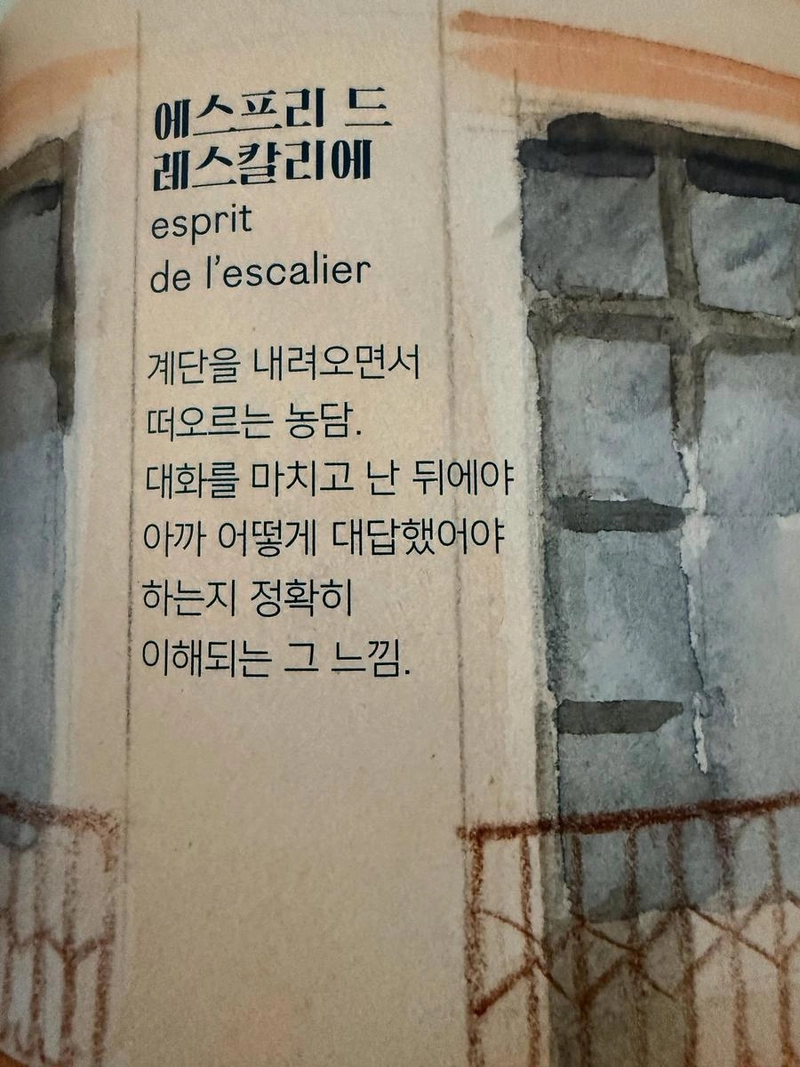 에스프리 드
레스칼리에
esprit
de l’escalier
계단을 내려오면서
떠오르는 농담.
대화를 마치고 난 뒤에야
아까 어떻게 대답했어야
하는지 정확히
이해되는 그 느낌.